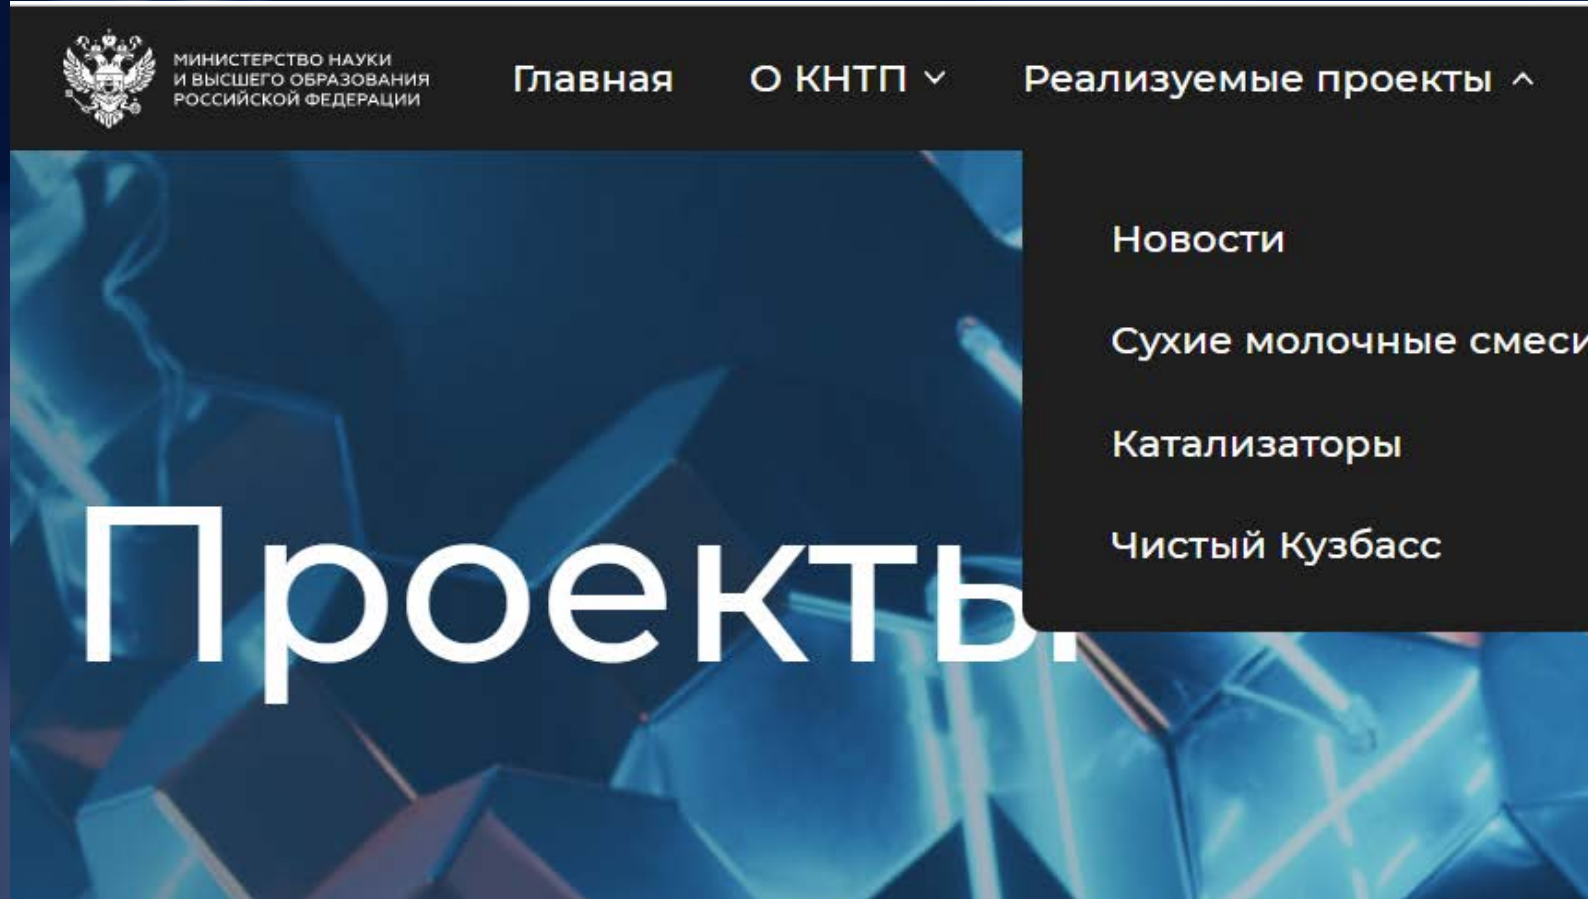 МИНИСТЕРСТВО НАУКИ
И ВЫСШЕГО ОБРАЗОВАНИЯ
РОССИЙСКОЙ ФЕДЕРАЦИИ
Главная
О КНТП
Реализуемые проекты
Новости
Сухие молочные смеси
Катализаторы
Чистый Кузбасс
Проекты